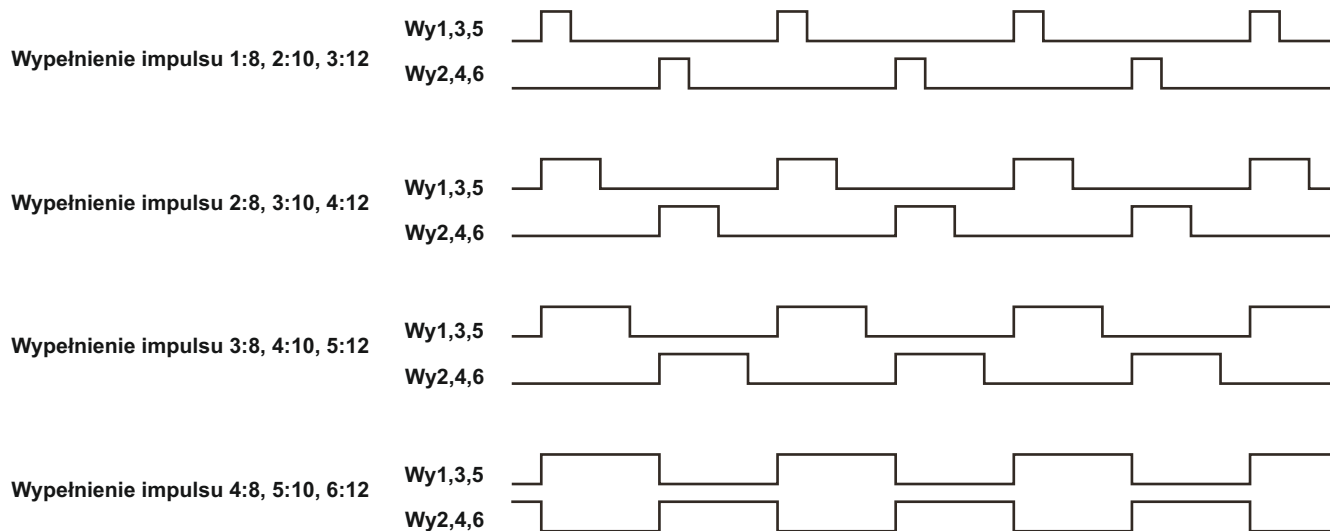 Wypełnienie impulsu 1:8, 2:10, 3:12
Wy1,3,5
Wy2,4,6
Wypełnienie impulsu 2:8, 3:10, 4:12
Wy1,3,5
Wy2,4,6
Wypełnienie impulsu 3:8, 4:10, 5:12
Wy1,3,5
Wy2,4,6
Wypełnienie impulsu 4:8, 5:10, 6:12
Wy1,3,5
Wy2,4,6